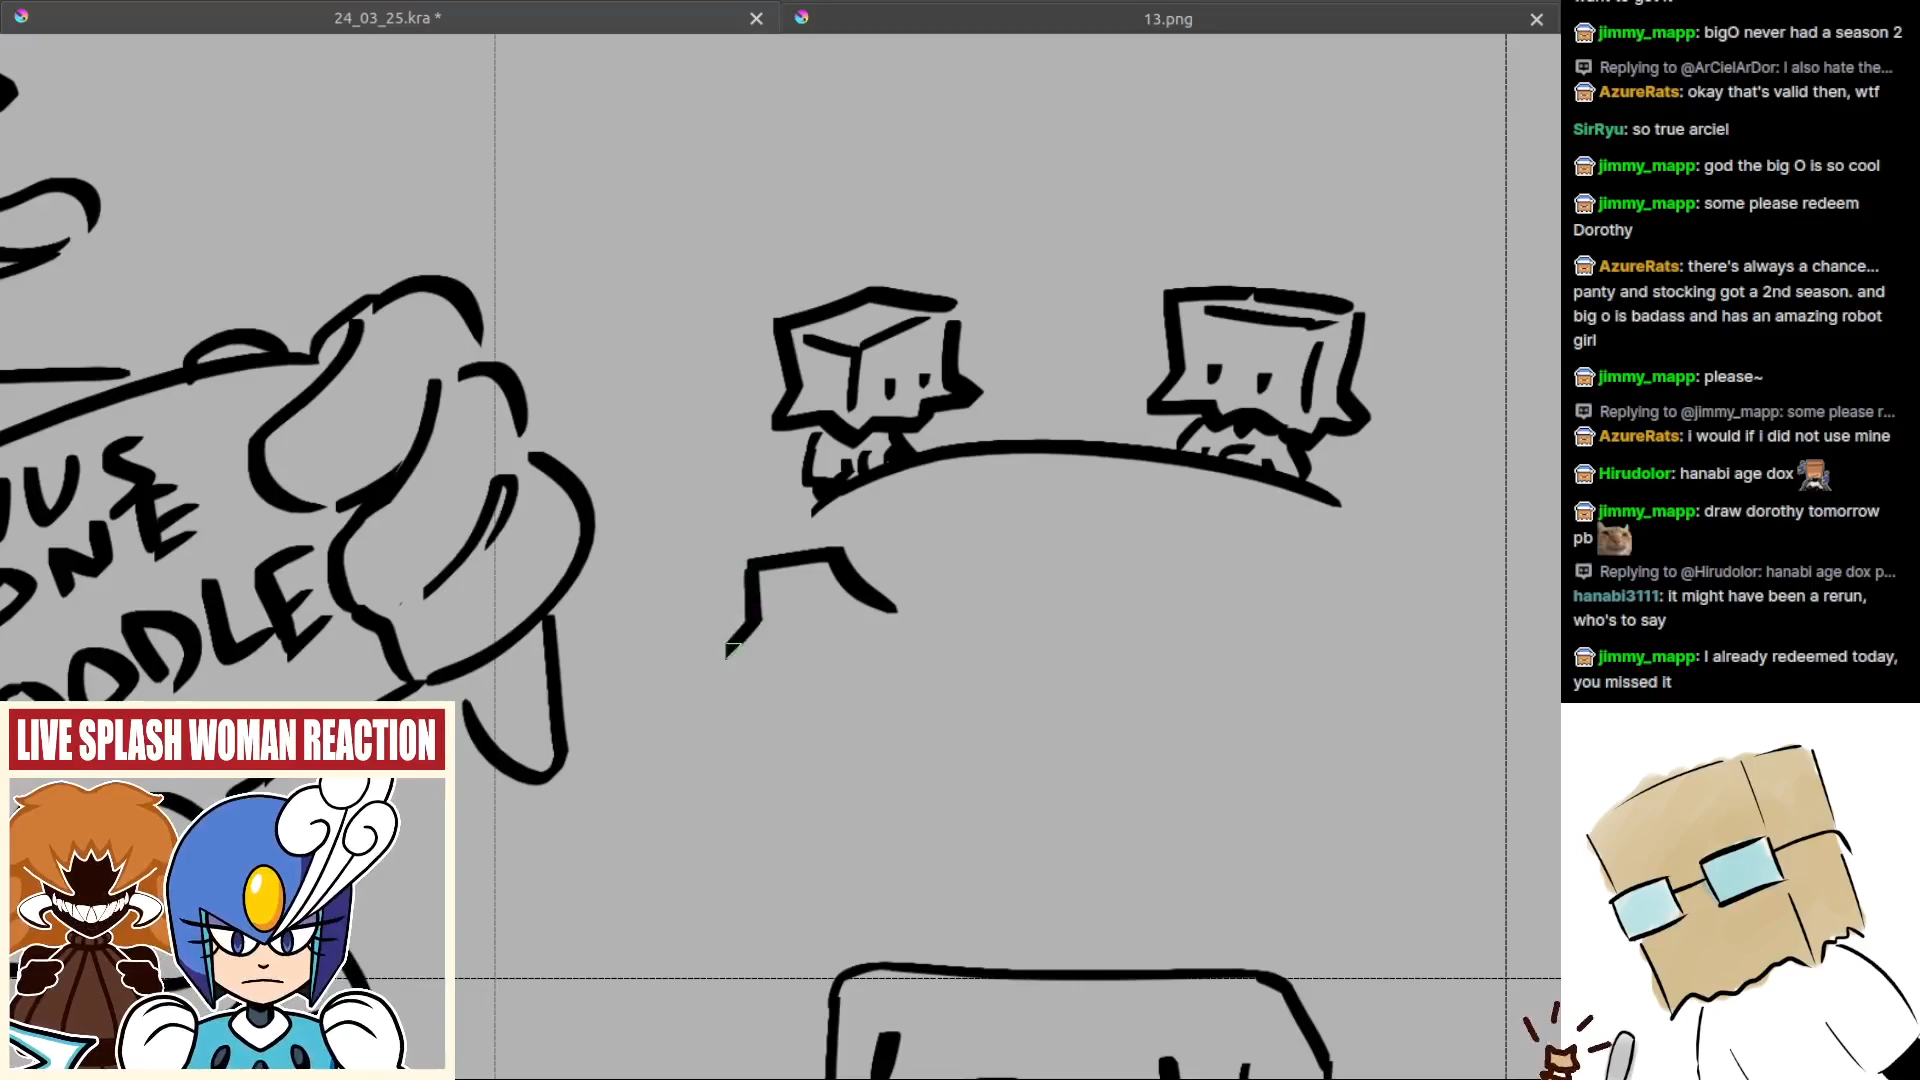 24_03_25.kra *
13.png
jimmy_mapp: bigO never had a season 2
Replying to @ArCielArDor: I also hate the...
AzureRats: okay that's valid then, wtf
SirRyu: so true arciel
jimmy_mapp: god the big O is so cool
jimmy_mapp: some please redeem
Dorothy
AzureRats: there's always a chance...
panty and stocking got a 2nd season. and
big o is badass and has an amazing robot
girl
jimmy_mapp: please~
Replying to @jimmy_mapp: some please r...
AzureRats: i would if i did not use mine
Hirudolor: hanabi age dox
jimmy_mapp: draw dorothy tomorrow
pb
Replying to @Hirudolor: hanabi age dox p...
hanabi3111: it might have been a rerun,
who's to say
jimmy_mapp: I already redeemed today,
you missed it
LIVE SPLASH WOMAN REACTION